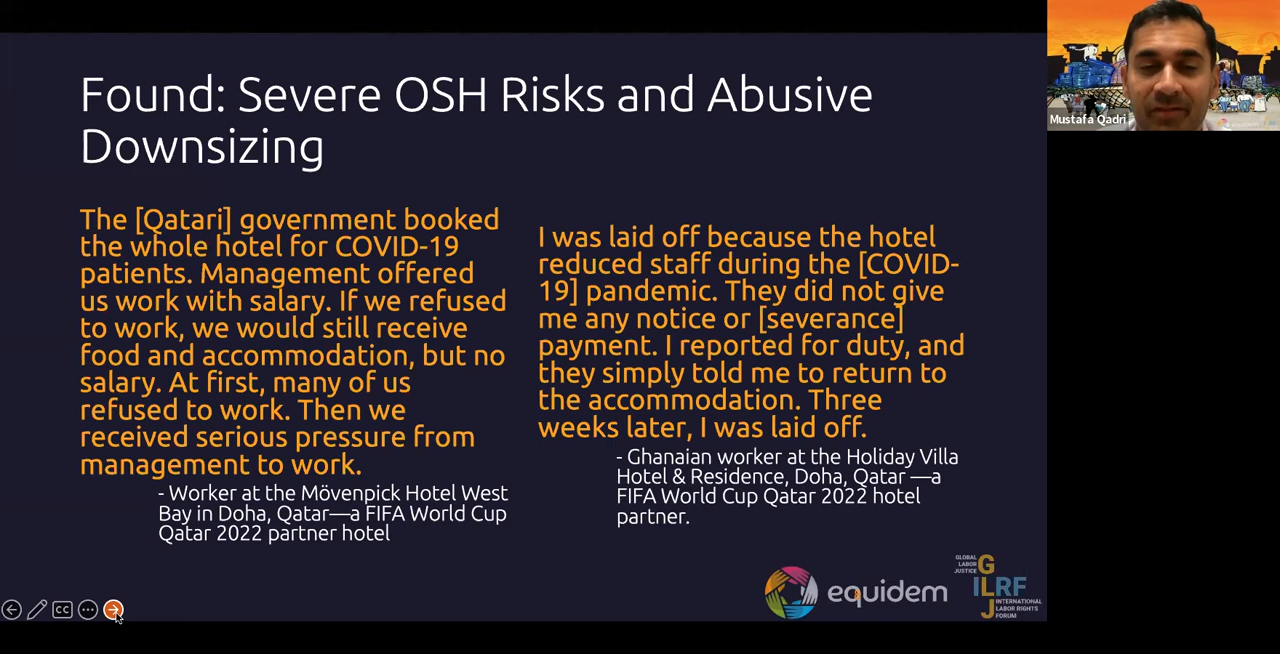 Found: Severe OSH Risks and Abusive
Downsizing
The [Qatari] government booked
the whole hotel for COVID-19
patients. Management offered
us work with salary. If we refused
to work, we would still receive
food and accommodation, but no
salary. At first, many of us
refused to work. Then we
received serious pressure from
management to work.
- Worker at the Mövenpick Hotel West
Bay in Doha, Qatar—a FIFA World Cup
Qatar 2022 partner hotel
I was laid off because the hotel
reduced staff during the [COVID-
19] pandemic. They did not give
me any notice or [severance]
payment. I reported for duty, and
they simply told me to return to
the accommodation. Three
weeks later, I was laid off.
- Ghanaian worker at the Holiday Villa
Hotel & Residence, Doha, Qatar —a
FIFA World Cup Qatar 2022 hotel
partner.
Mustafa Qadri
equidem
GLOBAL
LABOR
JUSTICE
G
ILRF
J
INTERNATIONAL
LABOR RIGHTS
FORUM
CC